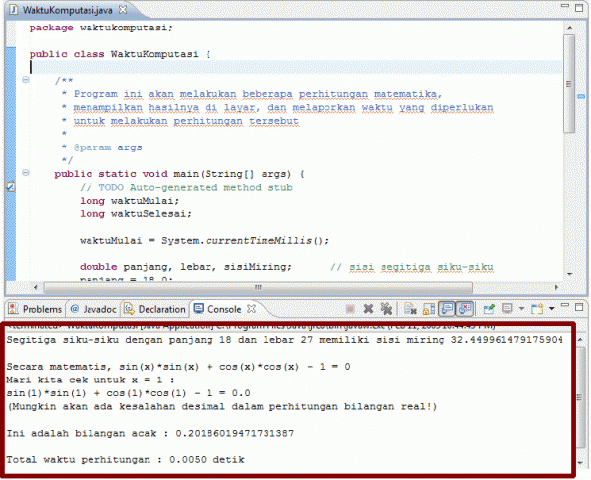 WaktuKomputasi.java
package waktukomputasi;
public class WaktuKomputasi {
/**
* Program ini akan melakukan beberapa perhitungan matematika,
* menampilkan hasilnya di layar, dan melaporkan waktu yang diperlukan
* untuk melakukan perhitungan tersebut
*
* @param args
*/
public static void main(String[] args) {
// TODO Auto-generated method stub
long waktuMulai;
long waktuSelesai;
waktuMulai = System.currentTimeMillis();
double panjang, lebar, sisiMiring; // sisi segitiga siku-siku
panjang = 18.0;
Problems @ Javadoc Declaration Console
<terminated> WaktuKomputasi [Java Application]
Segitiga siku-siku dengan panjang 18 dan lebar 27 memiliki sisi miring 32.449961479175904
Secara matematis, sin(x)*sin(x) + cos(x)*cos(x) - 1 = 0
Mari kita cek untuk x = 1 :
sin(1)*sin(1) + cos(1)*cos(1) - 1 = 0.0
(Mungkin akan ada kesalahan desimal dalam perhitungan bilangan real!)
Ini adalah bilangan acak : 0.20186019471731387
Total waktu perhitungan : 0.0050 detik